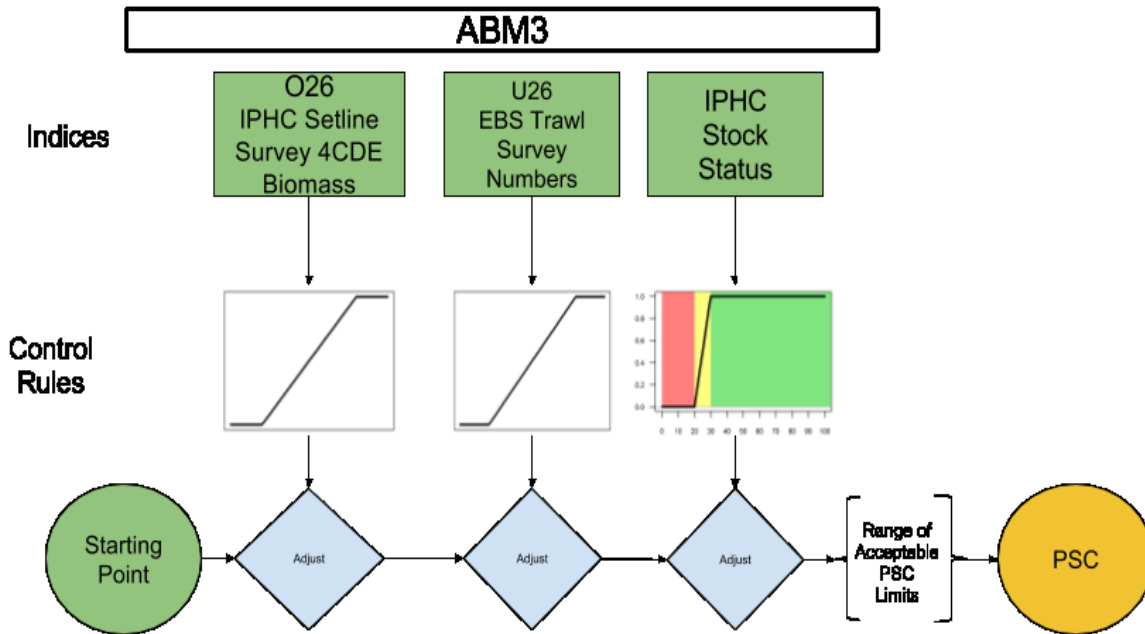 ABM3
Indices
O26
IPHC Setline
Survey 4CDE
Biomass
U26
EBS Trawl
Survey
Numbers
IPHC
Stock
Status
Control
Rules
1.0
0.8
0.6
0.4
0.2
0.0
0 10 20 30 40 50 60 70 80 90 100
Starting
Point
Adjust
Adjust
Adjust
Range of
Acceptable
PSC
Limits
PSC